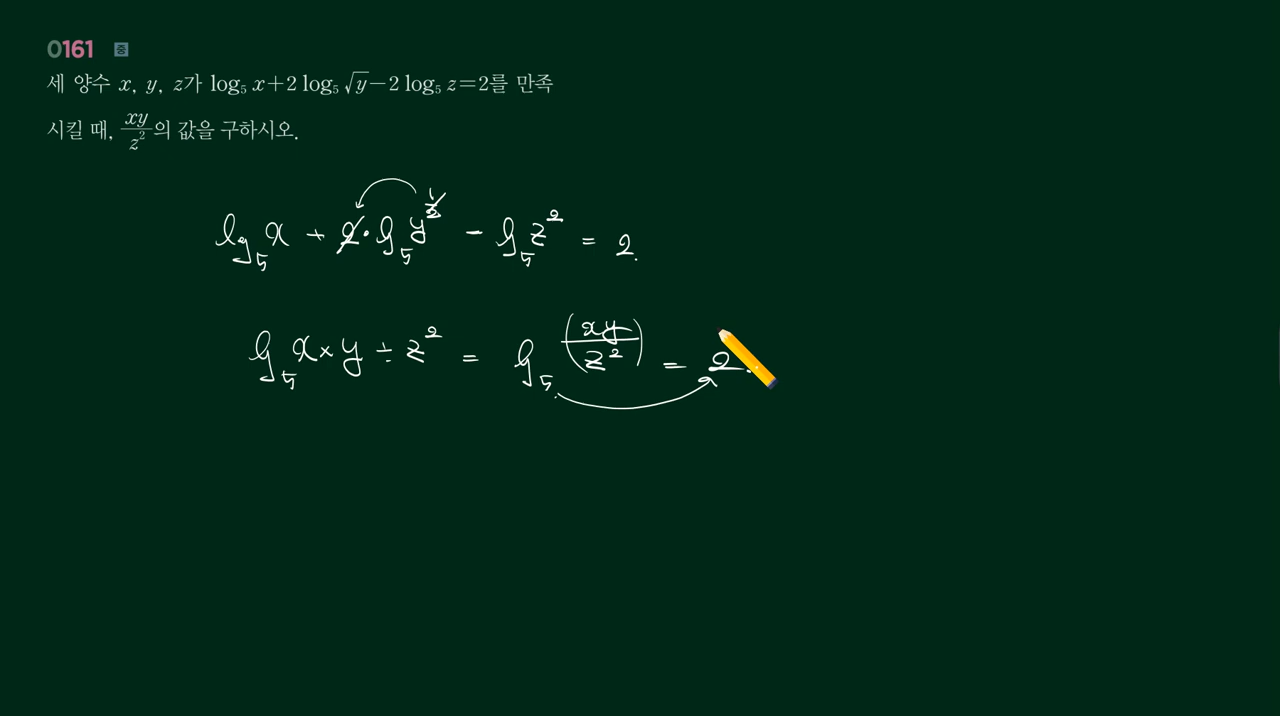 0161 중
세 양수 x, y, z가 log₅ x+2 log₅ √y−2 log₅ z=2를 만족
시킬 때, xy/z²의 값을 구하시오.
log₅ x + 2·log₅ y^(1/2) − log₅ z² = 2.
log₅ x×y÷z² = log₅ (xy/z²) = 2.